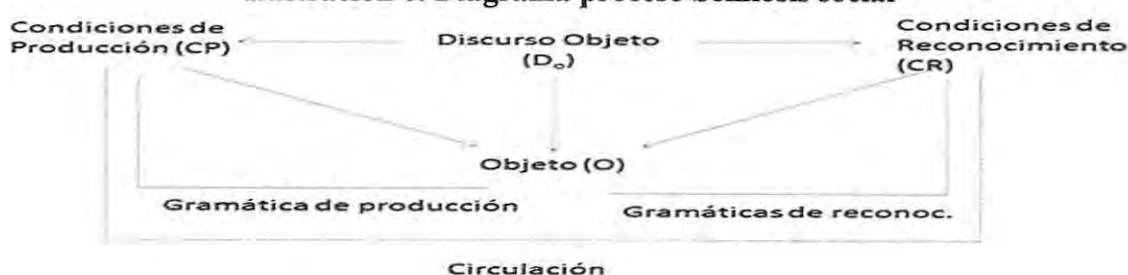 Condiciones de
Producción (CP)
Discurso Objeto
(Dₒ)
Condiciones de
Reconocimiento
(CR)
Objeto (O)
Gramática de producción
Gramáticas de reconoc.
Circulación